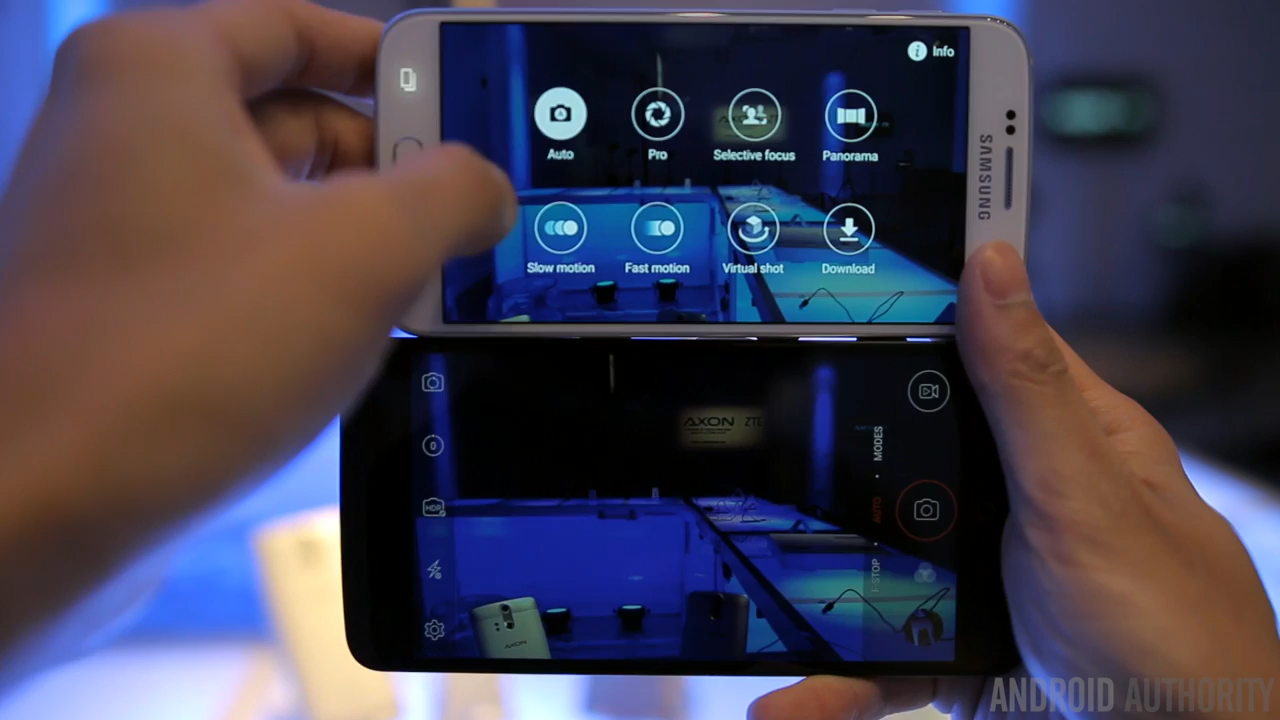 Info
Auto
Pro
Selective focus
Panorama
Slow motion
Fast motion
Virtual shot
Download
SAMSUNG
AXON ZTE
HDR
MODES
AUTO
F-STOP
AXON
ANDROID AUTHORITY